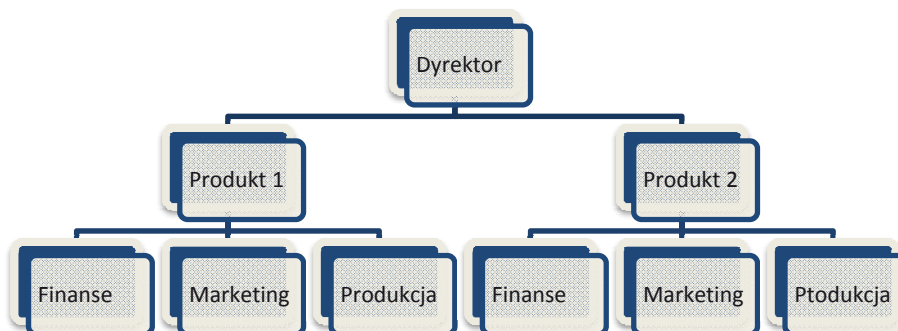 Dyrektor
Produkt 1
Produkt 2
Finanse
Marketing
Produkcja
Finanse
Marketing
Ptodukcja